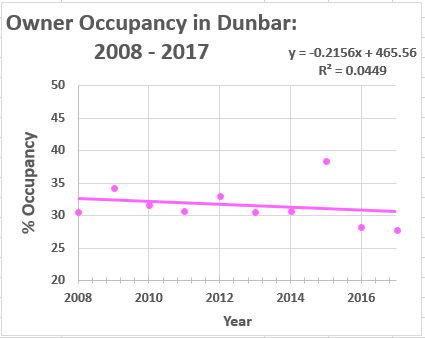 Owner Occupancy in Dunbar:
2008 - 2017
y = -0.2156x + 465.56
R² = 0.0449
50
45
40
35
30
25
20
% Occupancy
2008 2010 2012 2014 2016
Year